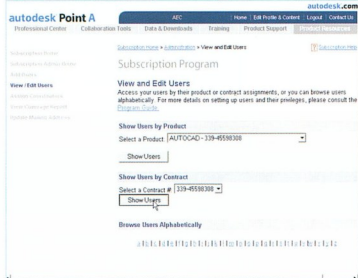 autodesk.com
autodesk Point A
AEC
Home | Edit Profile & Content | Logout | Contact Us
Professional Center
Collaboration Tools
Data & Downloads
Training
Product Support
Product Resources
Subscription Home » Administration » View and Edit Users
Subscription Help
Subscription Program
View / Edit Users
View and Edit Users
Access your users by their product or contract assignments, or you can browse users
alphabetically. For more details on setting up users and their privileges, please consult the
Program Guide.
Show Users by Product
Select a Product: AUTOCAD - 339-45598308
Show Users
Show Users by Contract
Select a Contract #: 339-45598308
Show Users
Browse Users Alphabetically